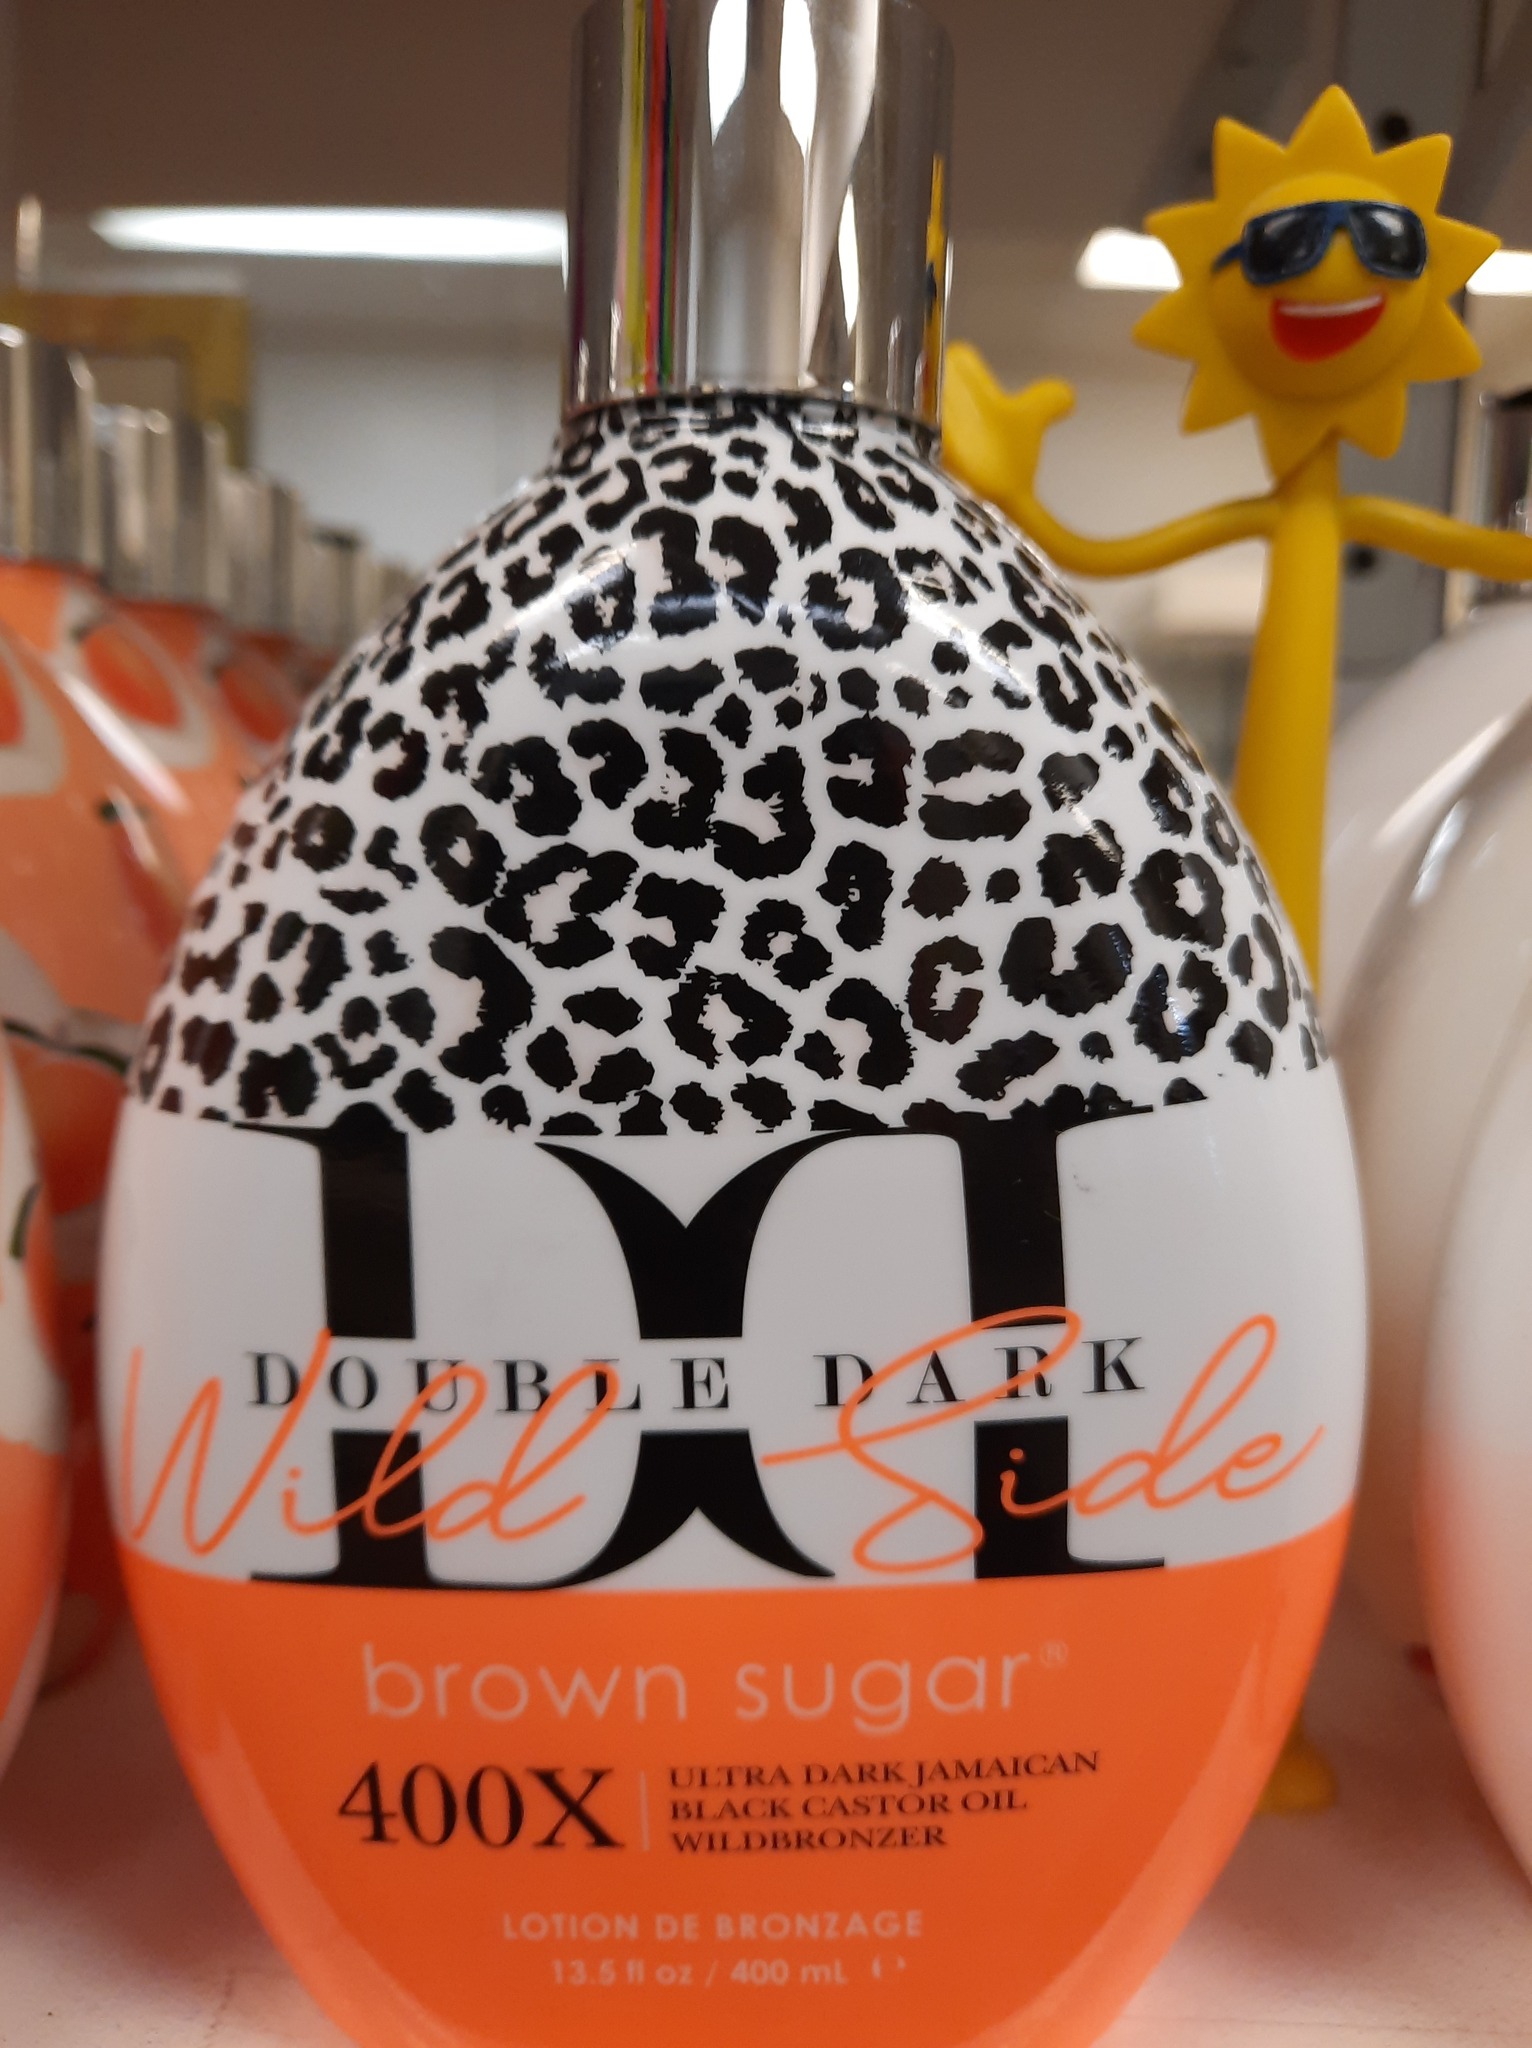 DD
DOUBLE DARK
Wild Side
brown sugar®
400X
ULTRA DARK JAMAICAN
BLACK CASTOR OIL
WILDBRONZER
LOTION DE BRONZAGE
13.5 fl oz / 400 mL